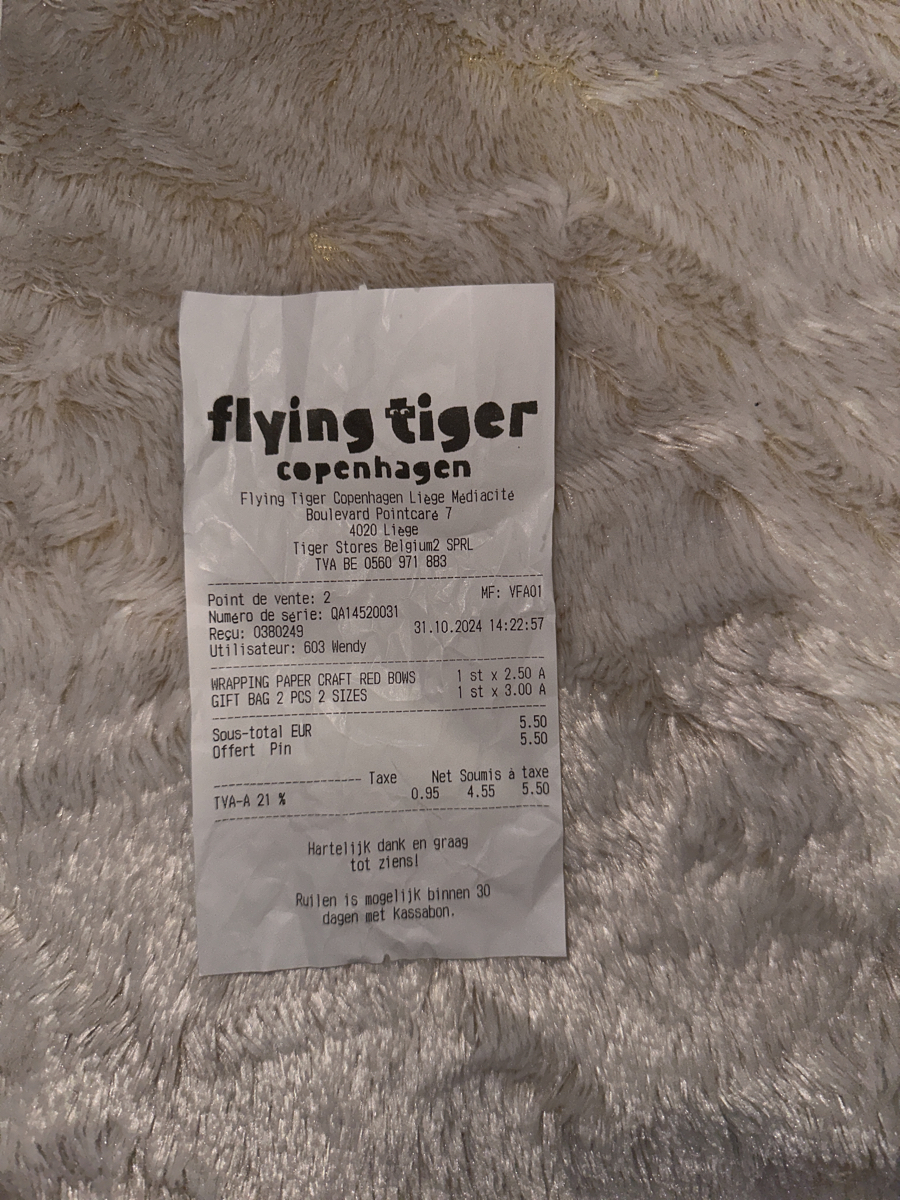 flying tiger
copenhagen
Flying Tiger Copenhagen Liège Médiacité
Boulevard Pointcaré 7
4020 Liège
Tiger Stores Belgium2 SPRL
TVA BE 0560 971 883
Point de vente: 2 MF: VFA01
Numéro de série: QA14520031
Reçu: 0380249 31.10.2024 14:22:57
Utilisateur: 603 Wendy
WRAPPING PAPER CRAFT RED BOWS 1 st x 2.50 A
GIFT BAG 2 PCS 2 SIZES 1 st x 3.00 A
Sous-total EUR 5.50
Offert Pin 5.50
Taxe Net Soumis à taxe
TVA-A 21 % 0.95 4.55 5.50
Hartelijk dank en graag
tot ziens!
Ruilen is mogelijk binnen 30
dagen met Kassabon.